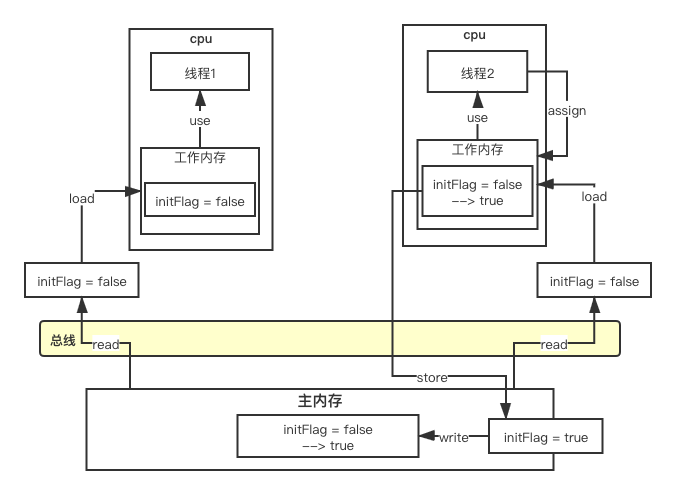 cpu
线程1
use
工作内存
initFlag = false
load
initFlag = false
cpu
线程2
assign
use
工作内存
initFlag = false
--> true
load
initFlag = false
总线
read
read
store
主内存
initFlag = false
--> true
write
initFlag = true